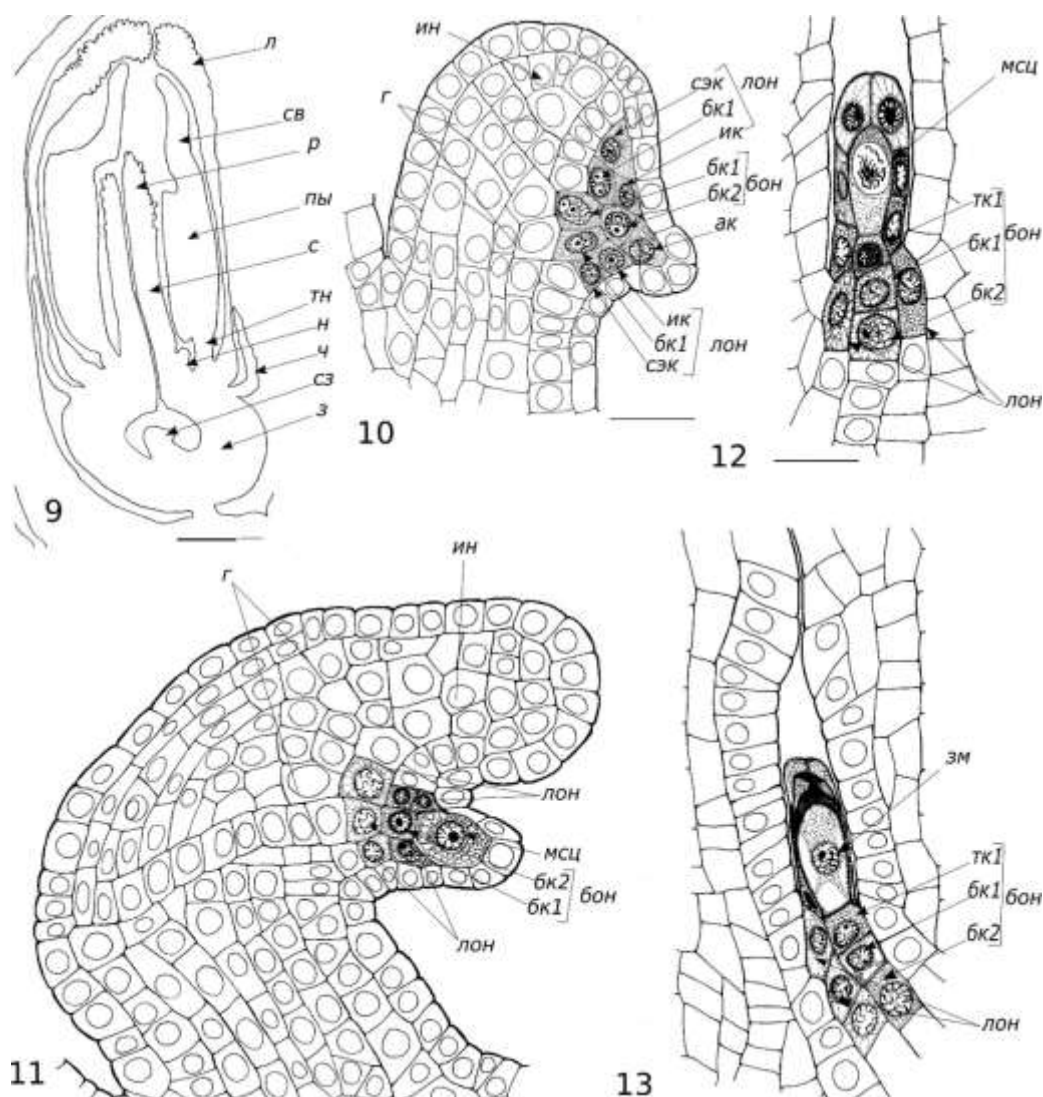 л
св
р
пы
с
тн
н
ч
сз
з
9
ин
г
сэк
бк1
лон
ик
бк1
бк2
бон
ак
ик
бк1
сэк
лон
10
мсц
тк1
бк1
бк2
бон
лон
12
г
ин
лон
мсц
бк2
бк1
бон
лон
11
зм
тк1
бк1
бк2
бон
лон
13